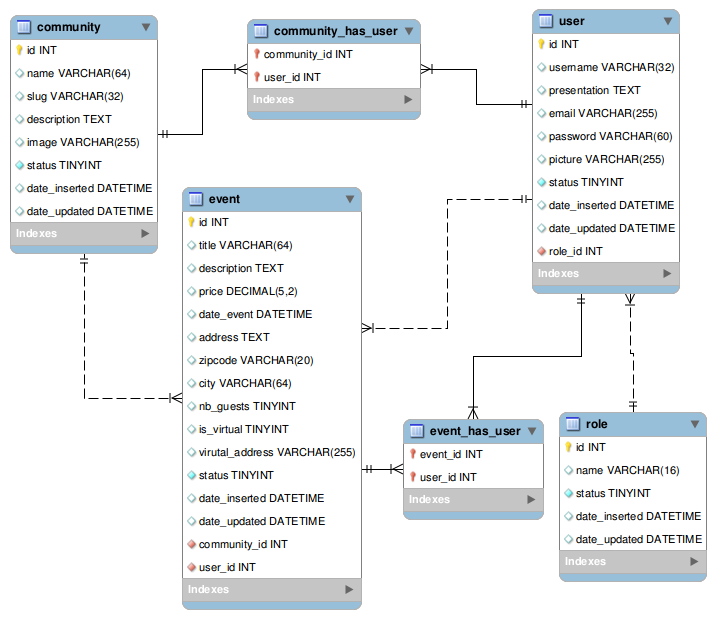 community
id INT
name VARCHAR(64)
slug VARCHAR(32)
description TEXT
image VARCHAR(255)
status TINYINT
date_inserted DATETIME
date_updated DATETIME
Indexes
community_has_user
community_id INT
user_id INT
Indexes
user
id INT
username VARCHAR(32)
presentation TEXT
email VARCHAR(255)
password VARCHAR(60)
picture VARCHAR(255)
status TINYINT
date_inserted DATETIME
date_updated DATETIME
role_id INT
Indexes
event
id INT
title VARCHAR(64)
description TEXT
price DECIMAL(5,2)
date_event DATETIME
address TEXT
zipcode VARCHAR(20)
city VARCHAR(64)
nb_guests TINYINT
is_virtual TINYINT
virutal_address VARCHAR(255)
status TINYINT
date_inserted DATETIME
date_updated DATETIME
community_id INT
user_id INT
Indexes
event_has_user
event_id INT
user_id INT
Indexes
role
id INT
name VARCHAR(16)
status TINYINT
date_inserted DATETIME
date_updated DATETIME
Indexes